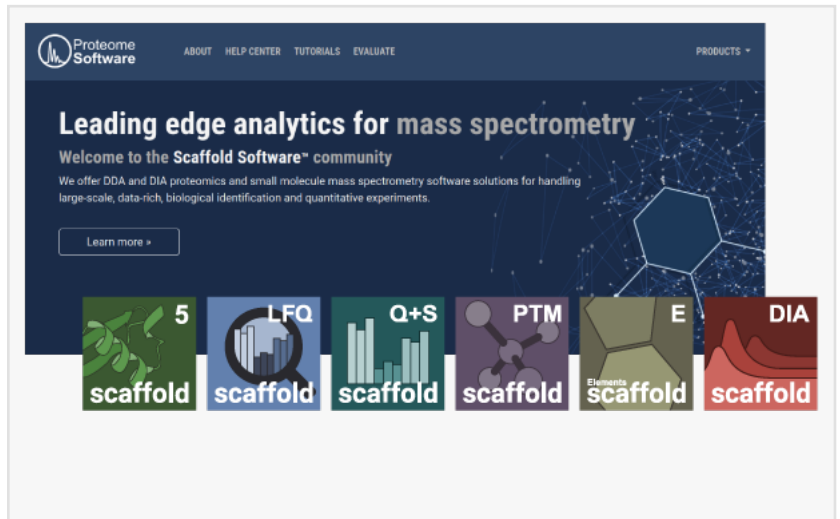 Proteome
Software
ABOUT HELP CENTER TUTORIALS EVALUATE PRODUCTS
Leading edge analytics for mass spectrometry
Welcome to the Scaffold Software™ community
We offer DDA and DIA proteomics and small molecule mass spectrometry software solutions for handling
large-scale, data-rich, biological identification and quantitative experiments.
Learn more »
5
scaffold
LFQ
scaffold
Q+S
scaffold
PTM
scaffold
E
Elements
scaffold
DIA
scaffold